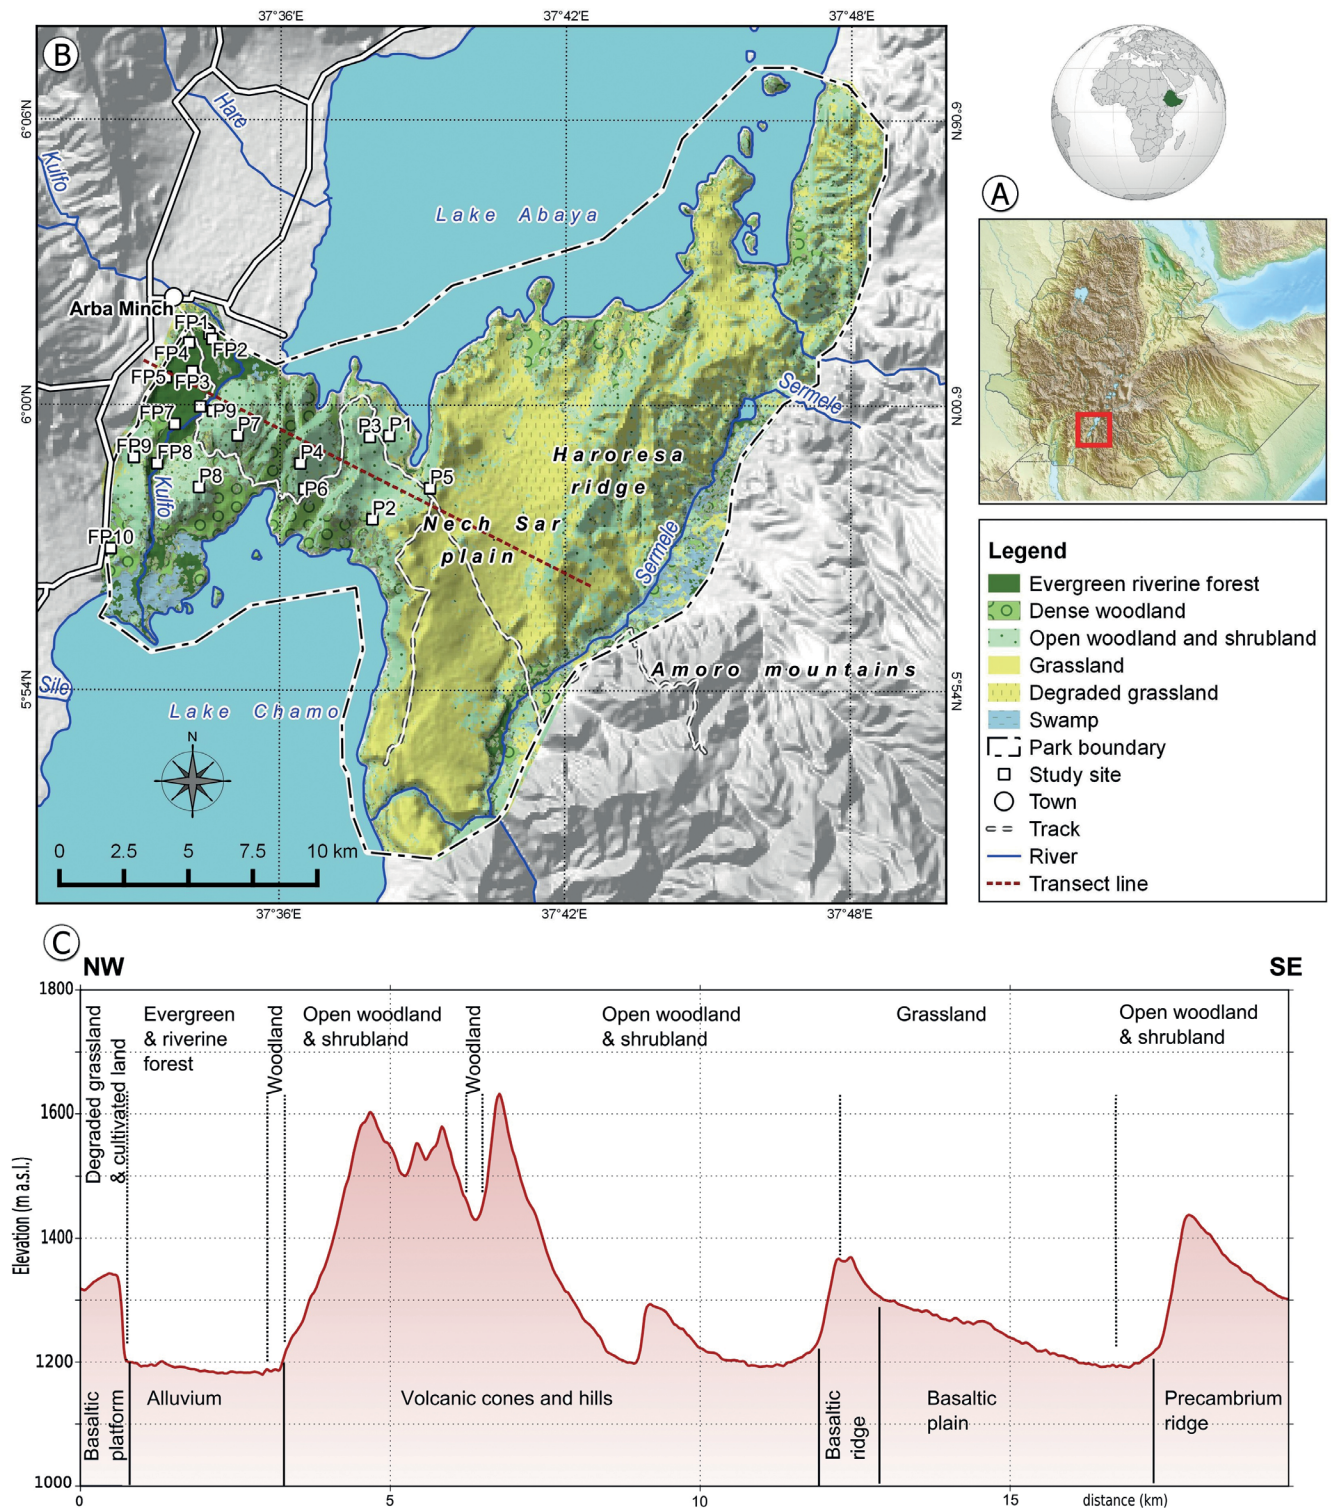 B
37°36'E
37°42'E
37°48'E
6°06'N
6°06'N
Hare
Kulfo
A
Lake Abaya
Arba Minch
FP1
FP2
FP4
FP5
FP3
6°00'N
6°00'N
Sermele
FP7
P9
P7
P3
P1
FP9
FP8
P4
Haroresa
ridge
P8
Kulfo
P6
P5
P2
Nech Sar
plain
Sermele
FP10
Amoro mountains
5°54'N
5°54'N
Sile
Lake Chamo
N
0 2.5 5 7.5 10 km
37°36'E
37°42'E
37°48'E
Legend
Evergreen riverine forest
Dense woodland
Open woodland and shrubland
Grassland
Degraded grassland
Swamp
Park boundary
Study site
Town
Track
River
Transect line
C
NW
SE
1800
1600
1400
1200
1000
Elevation (m a.s.l.)
Degraded grassland
& cultivated land
Evergreen
& riverine
forest
Woodland
Open woodland
& shrubland
Woodland
Open woodland
& shrubland
Grassland
Open woodland
& shrubland
Basaltic
platform
Alluvium
Volcanic cones and hills
Basaltic
ridge
Basaltic
plain
Precambrium
ridge
0 5 10 15 distance (km)